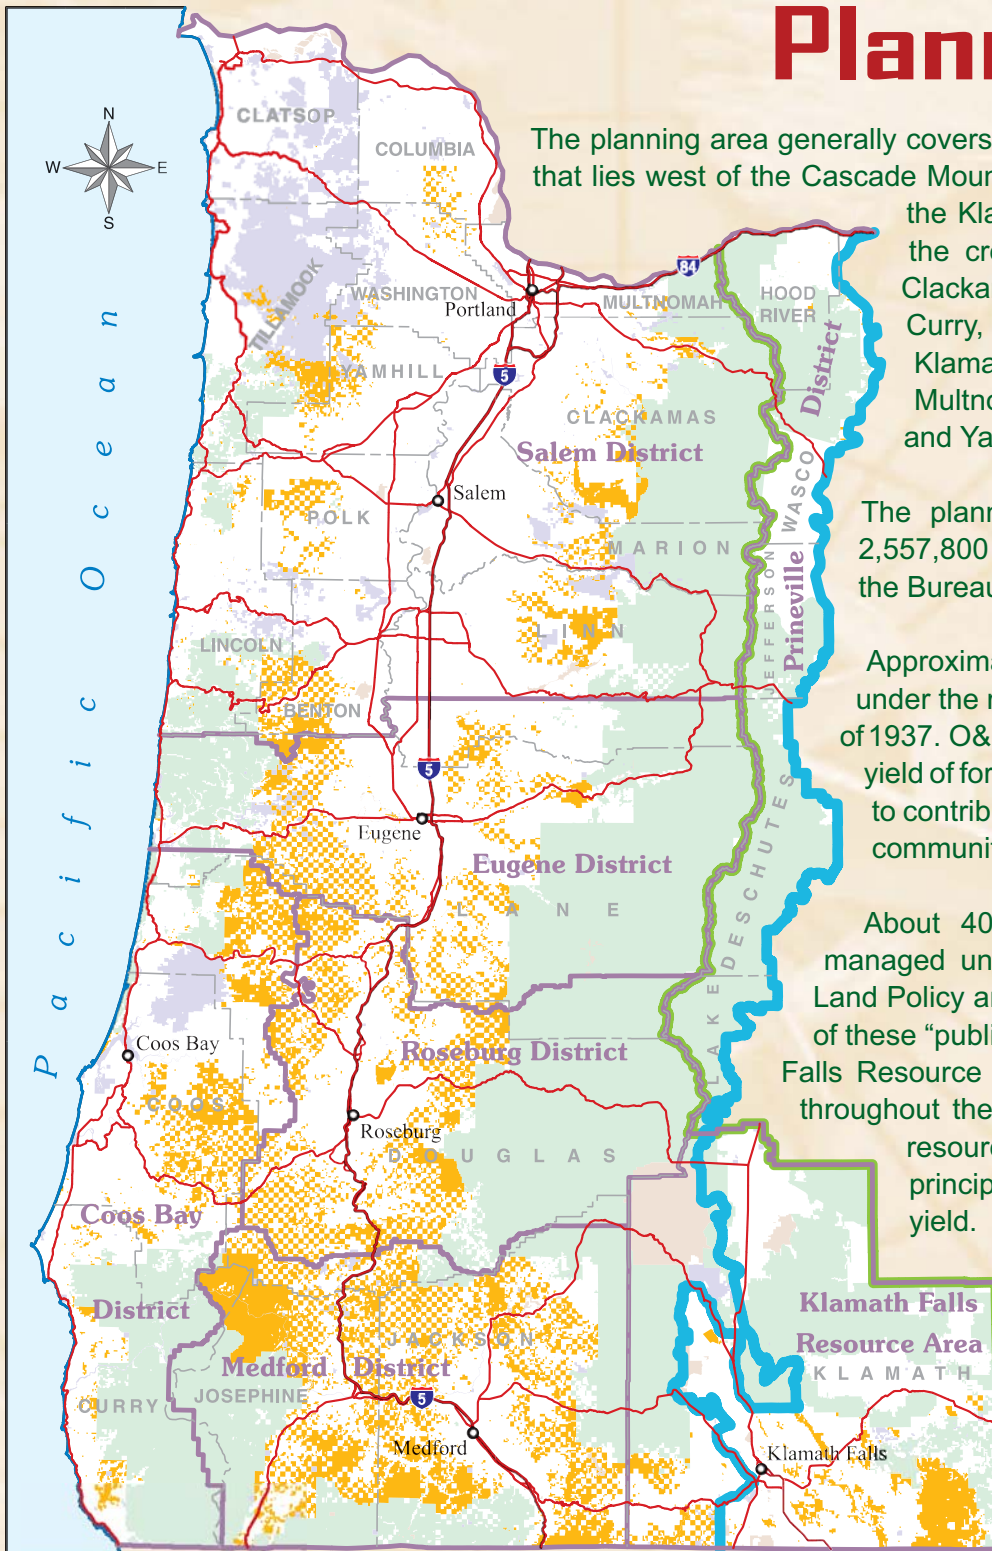 Plann
The planning area generally covers
that lies west of the Cascade Moun
the Kla
the cre
Clacka
Curry,
Klama
Multno
and Ya
The plann
2,557,800
the Bureau
Approxima
under the r
of 1937. O&
yield of for
to contrib
communit
About 40
managed un
Land Policy a
of these “publi
Falls Resource
throughout the
resourc
princip
yield.
N
W
E
S
Pacific Ocean
CLATSOP
COLUMBIA
TILLAMOOK
WASHINGTON
Portland
MULTNOMAH
84
HOOD
RIVER
YAMHILL
5
CLACKAMAS
Salem District
Salem
POLK
MARION
WASCO
JEFFERSON
Prineville
District
LINN
LINCOLN
BENTON
5
Eugene
Eugene District
LANE
DESCHUTES
LAKE
Coos Bay
Roseburg District
COOS
Roseburg
DOUGLAS
Coos Bay
District
Klamath Falls
Resource Area
KLAMATH
JACKSON
Medford District
JOSEPHINE
CURRY
5
Medford
Klamath Falls